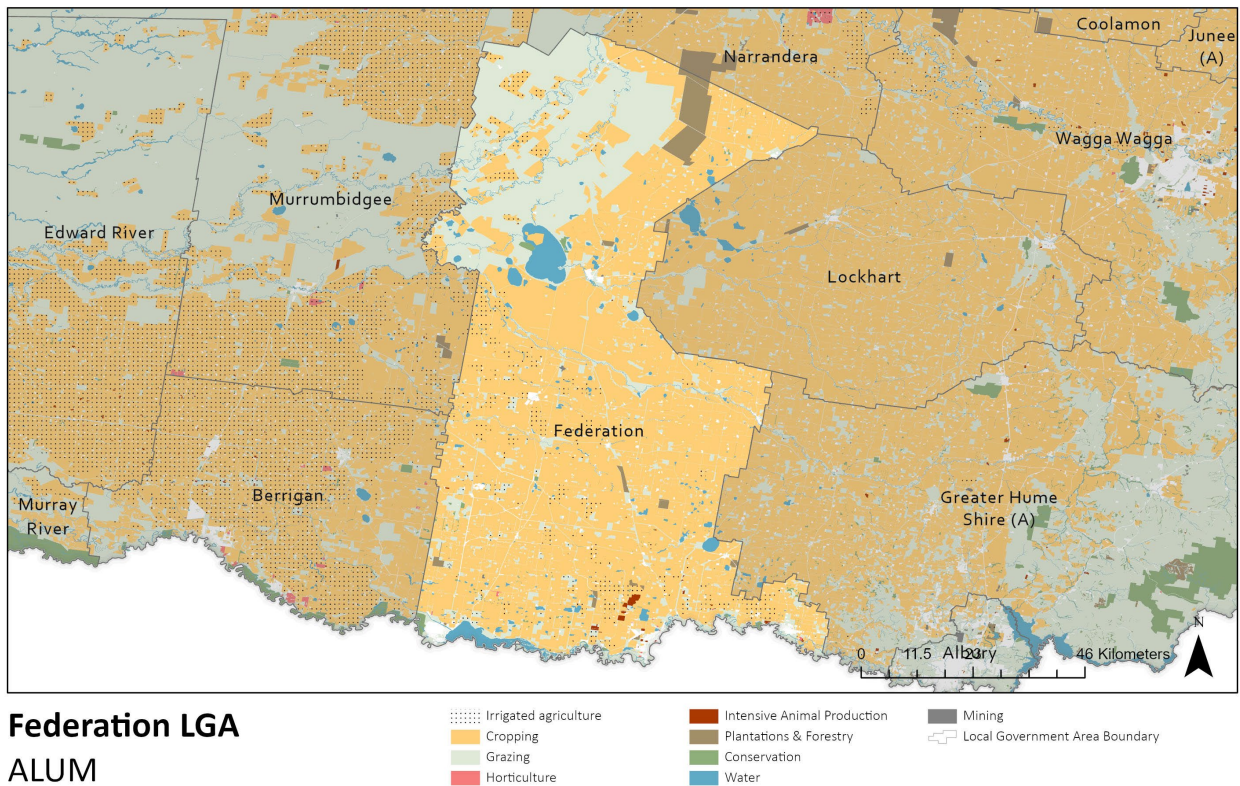 Coolamon
Junee
(A)
Narrandera
Wagga Wagga
Murrumbidgee
Edward River
Lockhart
Federation
Berrigan
Murray
River
Greater Hume
Shire (A)
N
0 11.5 23 46 Kilometers
Albury
Federation LGA
ALUM
Irrigated agriculture
Cropping
Grazing
Horticulture
Intensive Animal Production
Plantations & Forestry
Conservation
Water
Mining
Local Government Area Boundary